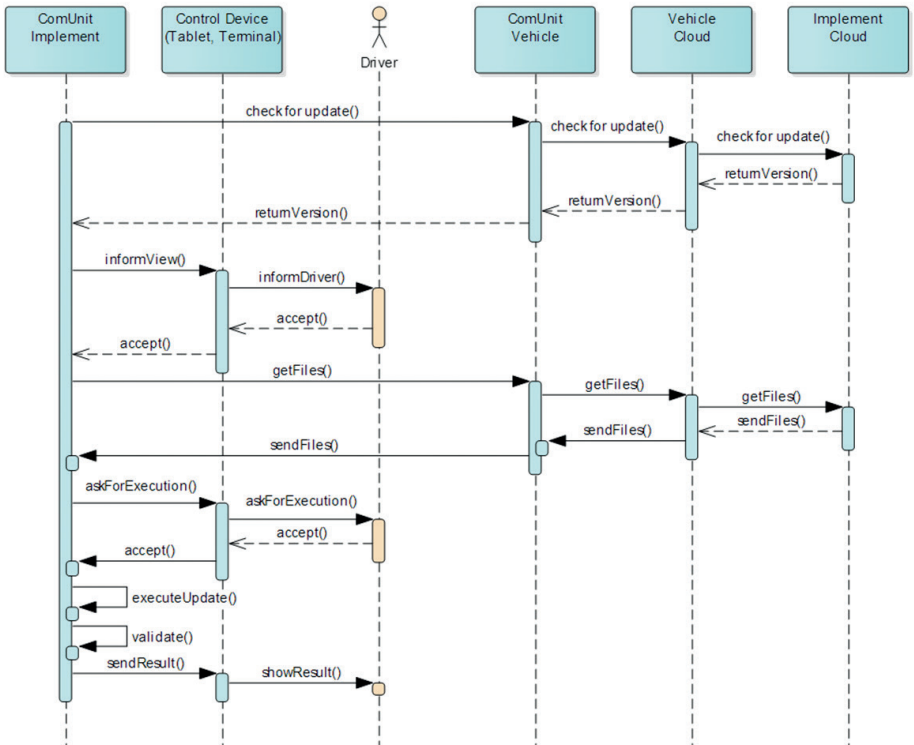 ComUnit
Implement
Control Device
(Tablet, Terminal)
Driver
ComUnit
Vehicle
Vehicle
Cloud
Implement
Cloud
check for update()
check for update()
check for update()
returnVersion()
returnVersion()
returnVersion()
informView()
informDriver()
accept()
accept()
getFiles()
getFiles()
getFiles()
sendFiles()
sendFiles()
sendFiles()
askForExecution()
askForExecution()
accept()
accept()
executeUpdate()
validate()
sendResult()
showResult()